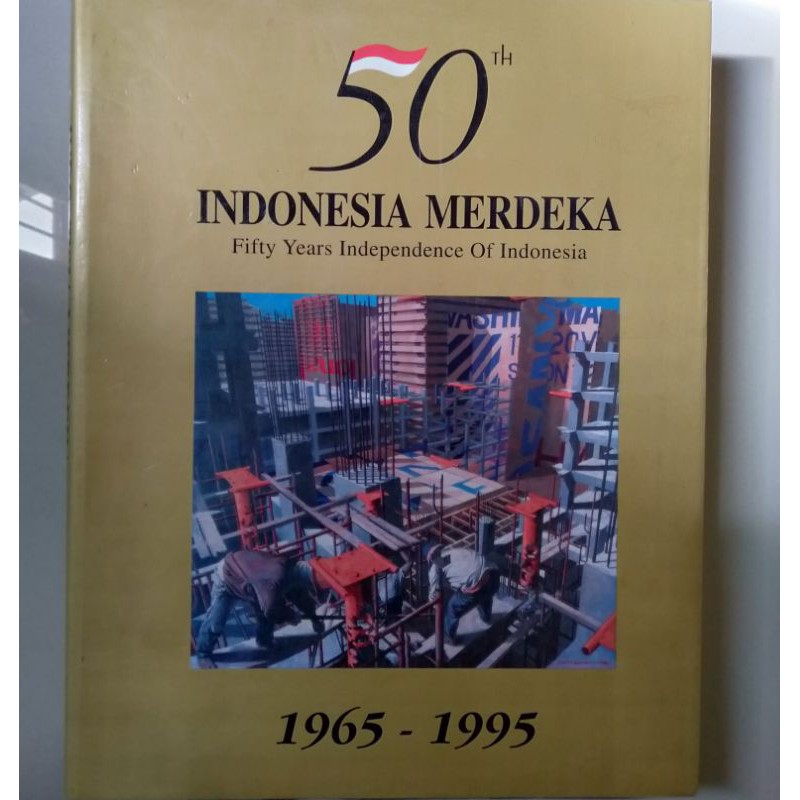 50TH
INDONESIA MERDEKA
Fifty Years Independence Of Indonesia
1965 - 1995